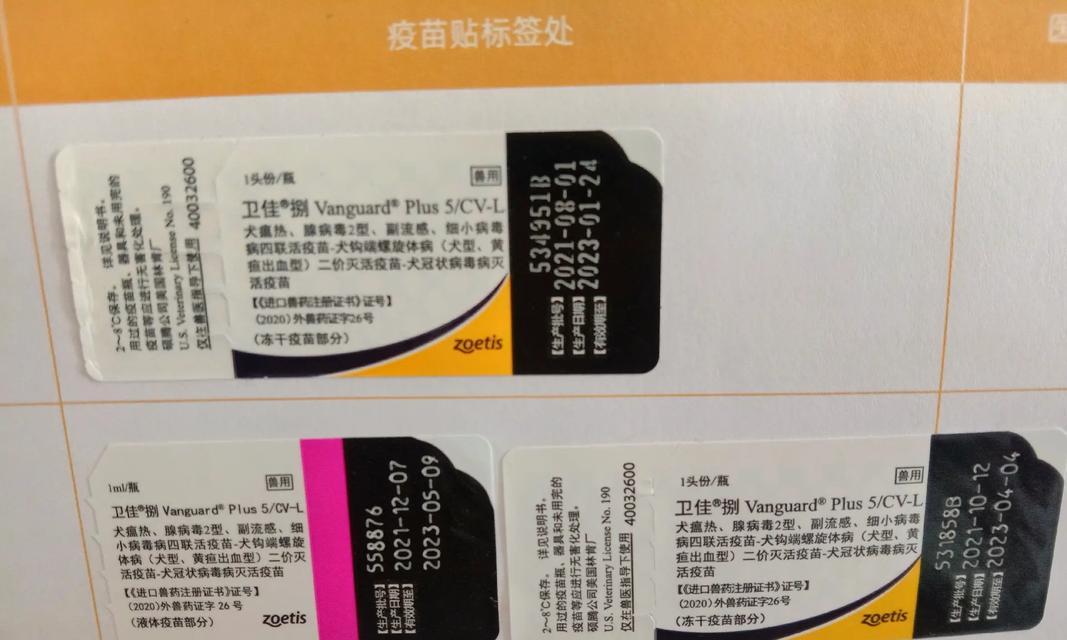 疫苗贴标签处
2~8℃保存。 详见说明书。
用过的疫苗瓶、器具和未用完的
疫苗等应进行无害化处理。
硕腾公司美国林肯厂
U.S. Veterinary License No. 190
仅在兽医指导下使用 40032600
1头份/瓶
兽用
卫佳®捌 Vanguard® Plus 5/CV-L
犬瘟热、腺病毒2型、副流感、细小病毒
病四联活疫苗-犬钩端螺旋体病(犬型、黄
疸出血型)二价灭活疫苗-犬冠状病毒病灭
活疫苗
【《进口兽药注册证书》证号】
(2020)外兽药证字26号
(冻干疫苗部分)
zoetis
【生产批号】 534951B
【生产日期】 2021-08-01
【有效期至】 2023-01-24
1ml/瓶
兽用
卫佳®捌 Vanguard® Plus 5/CV-L
犬瘟热、腺病毒2型、副流感、细
小病毒病四联活疫苗-犬钩端螺旋
体病(犬型、黄疸出血型)二价灭
活疫苗-犬冠状病毒病灭活疫苗
【《进口兽药注册证书》证号】
(2020)外兽药证字 26 号
(液体疫苗部分)
zoetis
【生产批号】 558876
【生产日期】 2021-12-07
【有效期至】 2023-05-09
2~8℃保存。 详见说明书。
用过的疫苗瓶、器具和未用完的
疫苗等应进行无害化处理。
硕腾公司美国林肯厂
U.S. Veterinary License No. 190
仅在兽医指导下使用 40032600
1头份/瓶
兽用
卫佳®捌 Vanguard® Plus 5/CV-L
犬瘟热、腺病毒2型、副流感、细小病毒
病四联活疫苗-犬钩端螺旋体病(犬型、黄
疸出血型)二价灭活疫苗-犬冠状病毒病灭
活疫苗
【《进口兽药注册证书》证号】
(2020)外兽药证字26号
(冻干疫苗部分)
zoetis
【生产批号】 531858B
【生产日期】 2021-10-12
【有效期至】 2023-04-04